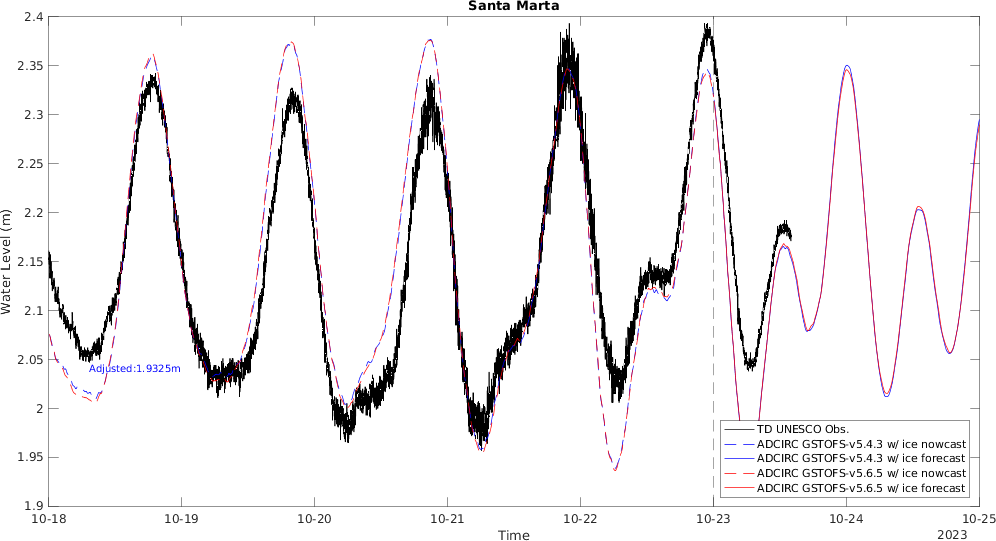 Santa Marta
Water Level (m)
2.4
2.35
2.3
2.25
2.2
2.15
2.1
2.05
2
1.95
1.9
Adjusted:1.9325m
TD UNESCO Obs.
ADCIRC GSTOFS-v5.4.3 w/ ice nowcast
ADCIRC GSTOFS-v5.4.3 w/ ice forecast
ADCIRC GSTOFS-v5.6.5 w/ ice nowcast
ADCIRC GSTOFS-v5.6.5 w/ ice forecast
10-18 10-19 10-20 10-21 10-22 10-23 10-24 10-25
Time
2023